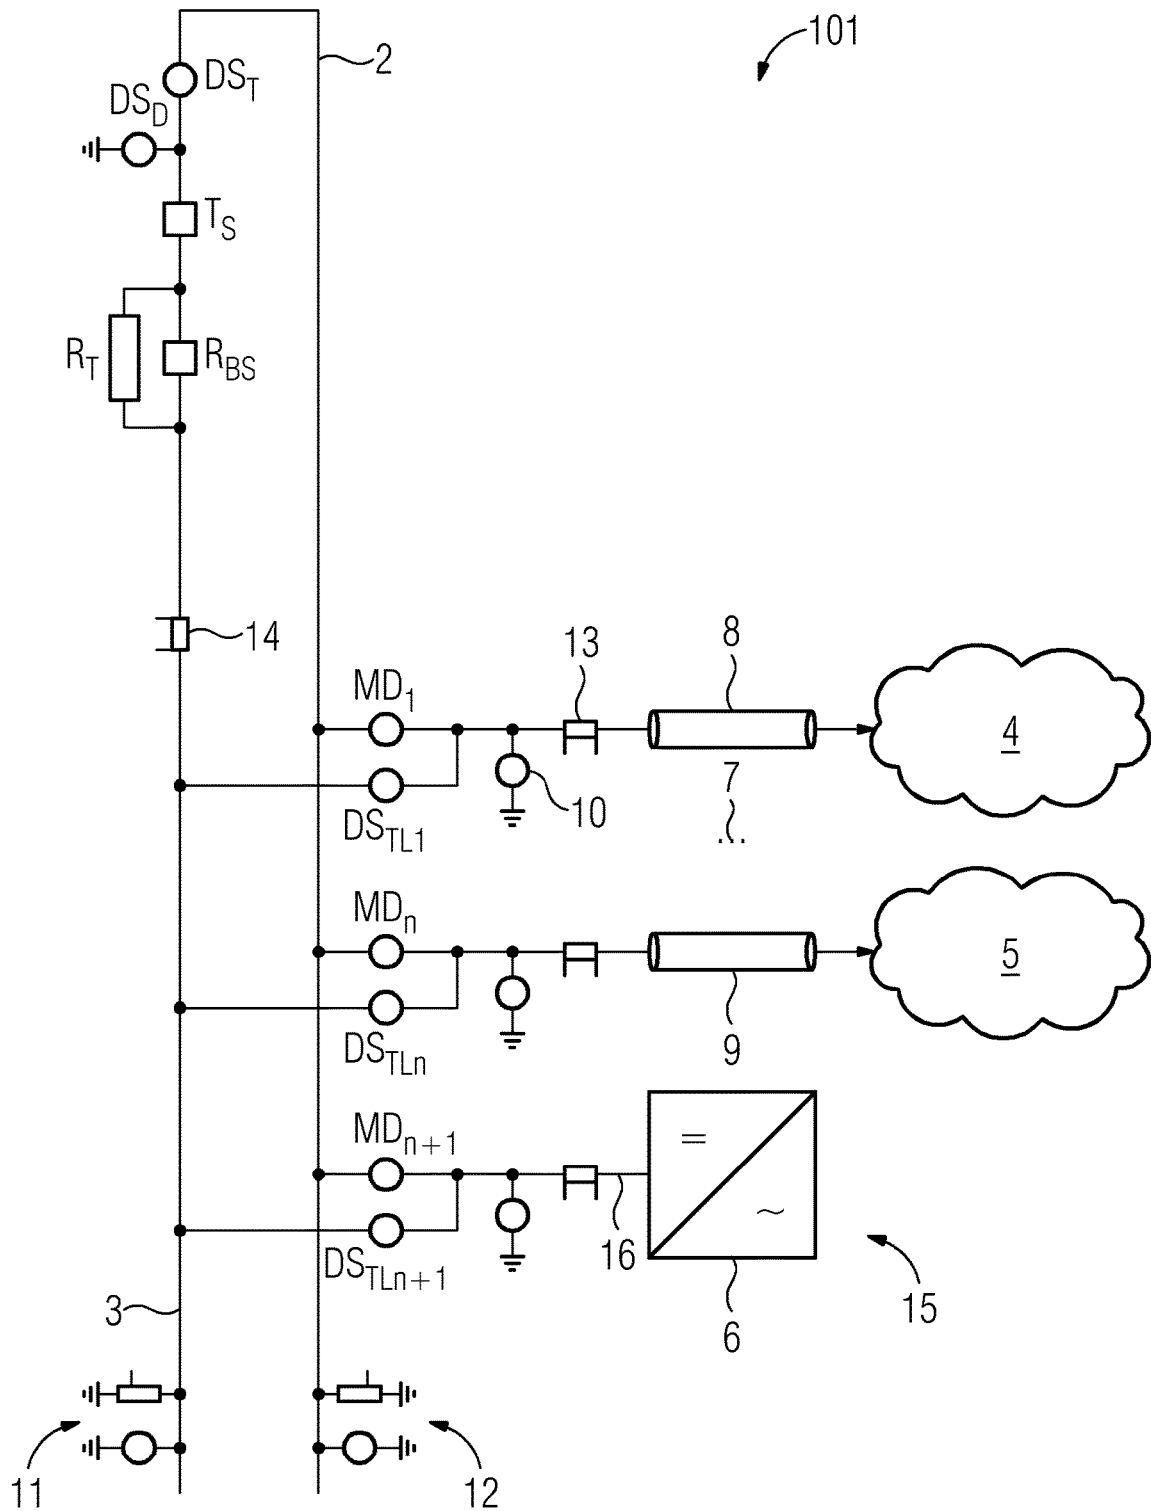 101
2
DS_T
DS_D
T_S
R_T
R_BS
14
13
8
MD_1
4
7
10
...
DS_TL1
MD_n
5
DS_TLn
9
MD_n+1
=
~
16
DS_TLn+1
15
3
6
11
12